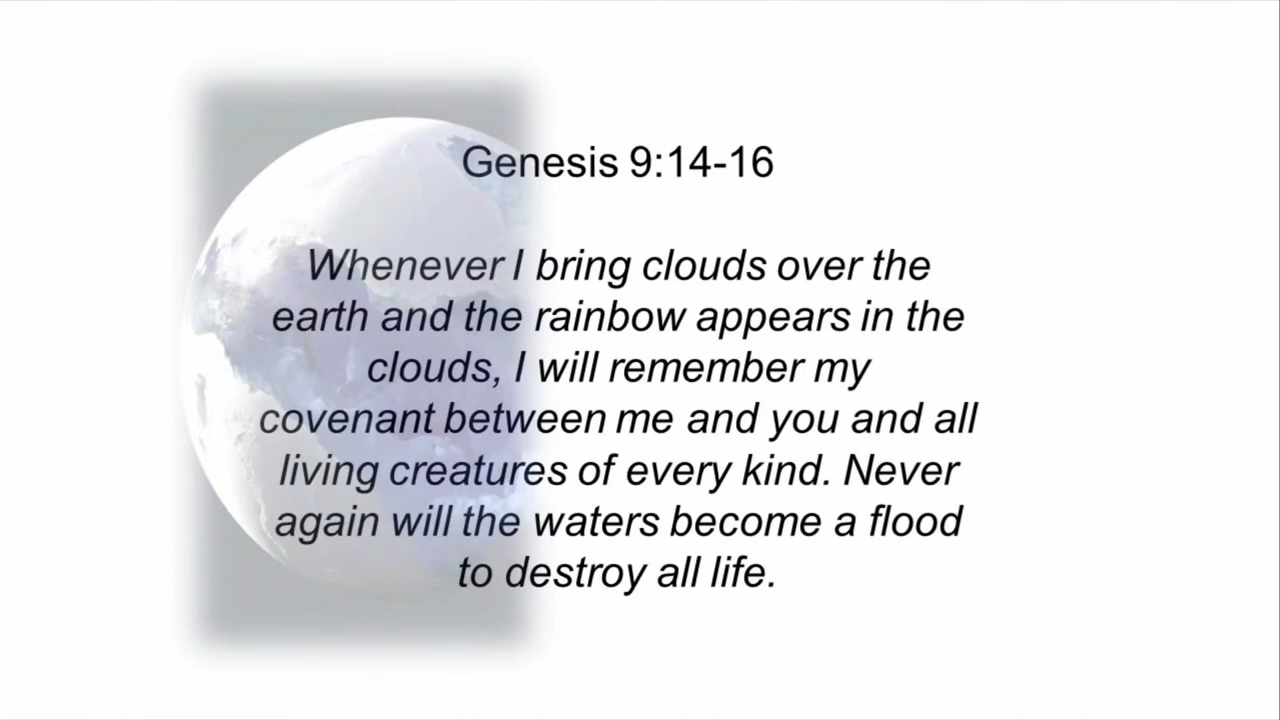 Genesis 9:14-16
Whenever I bring clouds over the
earth and the rainbow appears in the
clouds, I will remember my
covenant between me and you and all
living creatures of every kind. Never
again will the waters become a flood
to destroy all life.